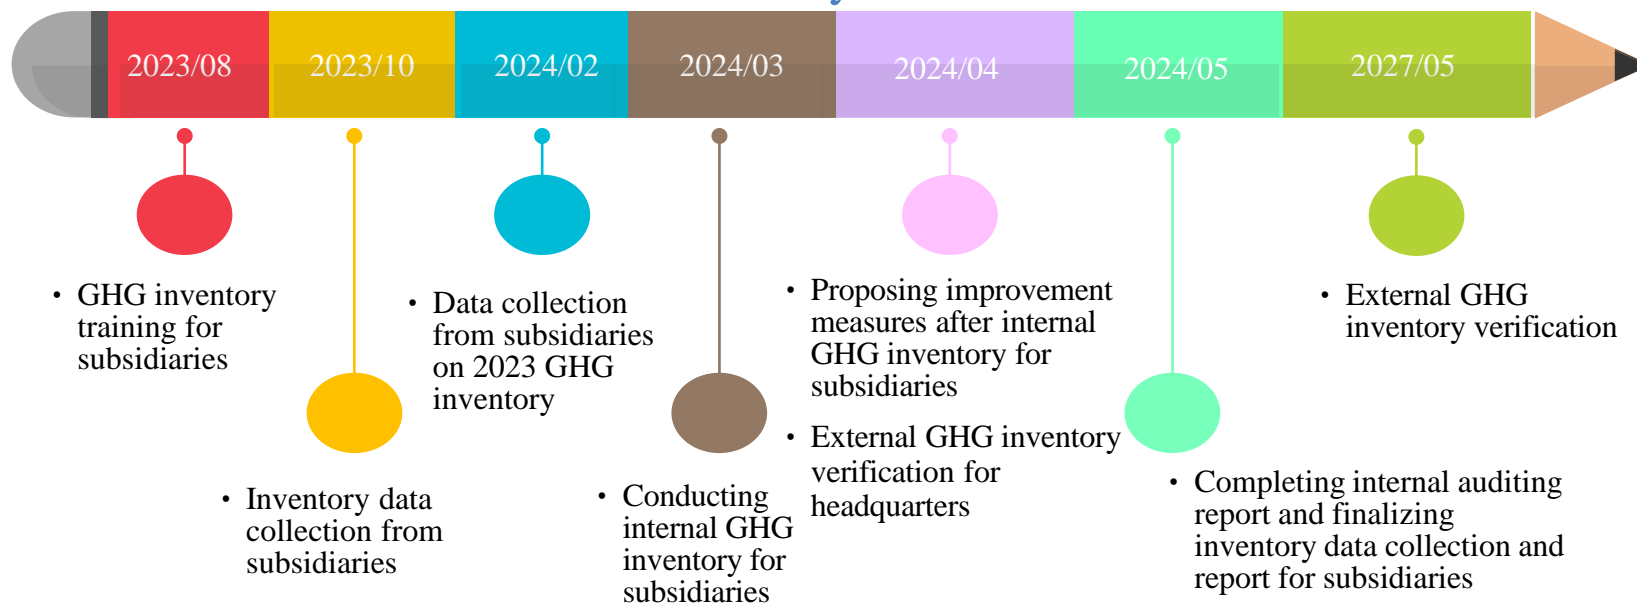 2023/08
2023/10
2024/02
2024/03
2024/04
2024/05
2027/05
• GHG inventory
training for
subsidiaries
• Inventory data
collection from
subsidiaries
• Data collection
from subsidiaries
on 2023 GHG
inventory
• Conducting
internal GHG
inventory for
subsidiaries
• Proposing improvement
measures after internal
GHG inventory for
subsidiaries
• External GHG inventory
verification for
headquarters
• Completing internal auditing
report and finalizing
inventory data collection and
report for subsidiaries
• External GHG
inventory verification